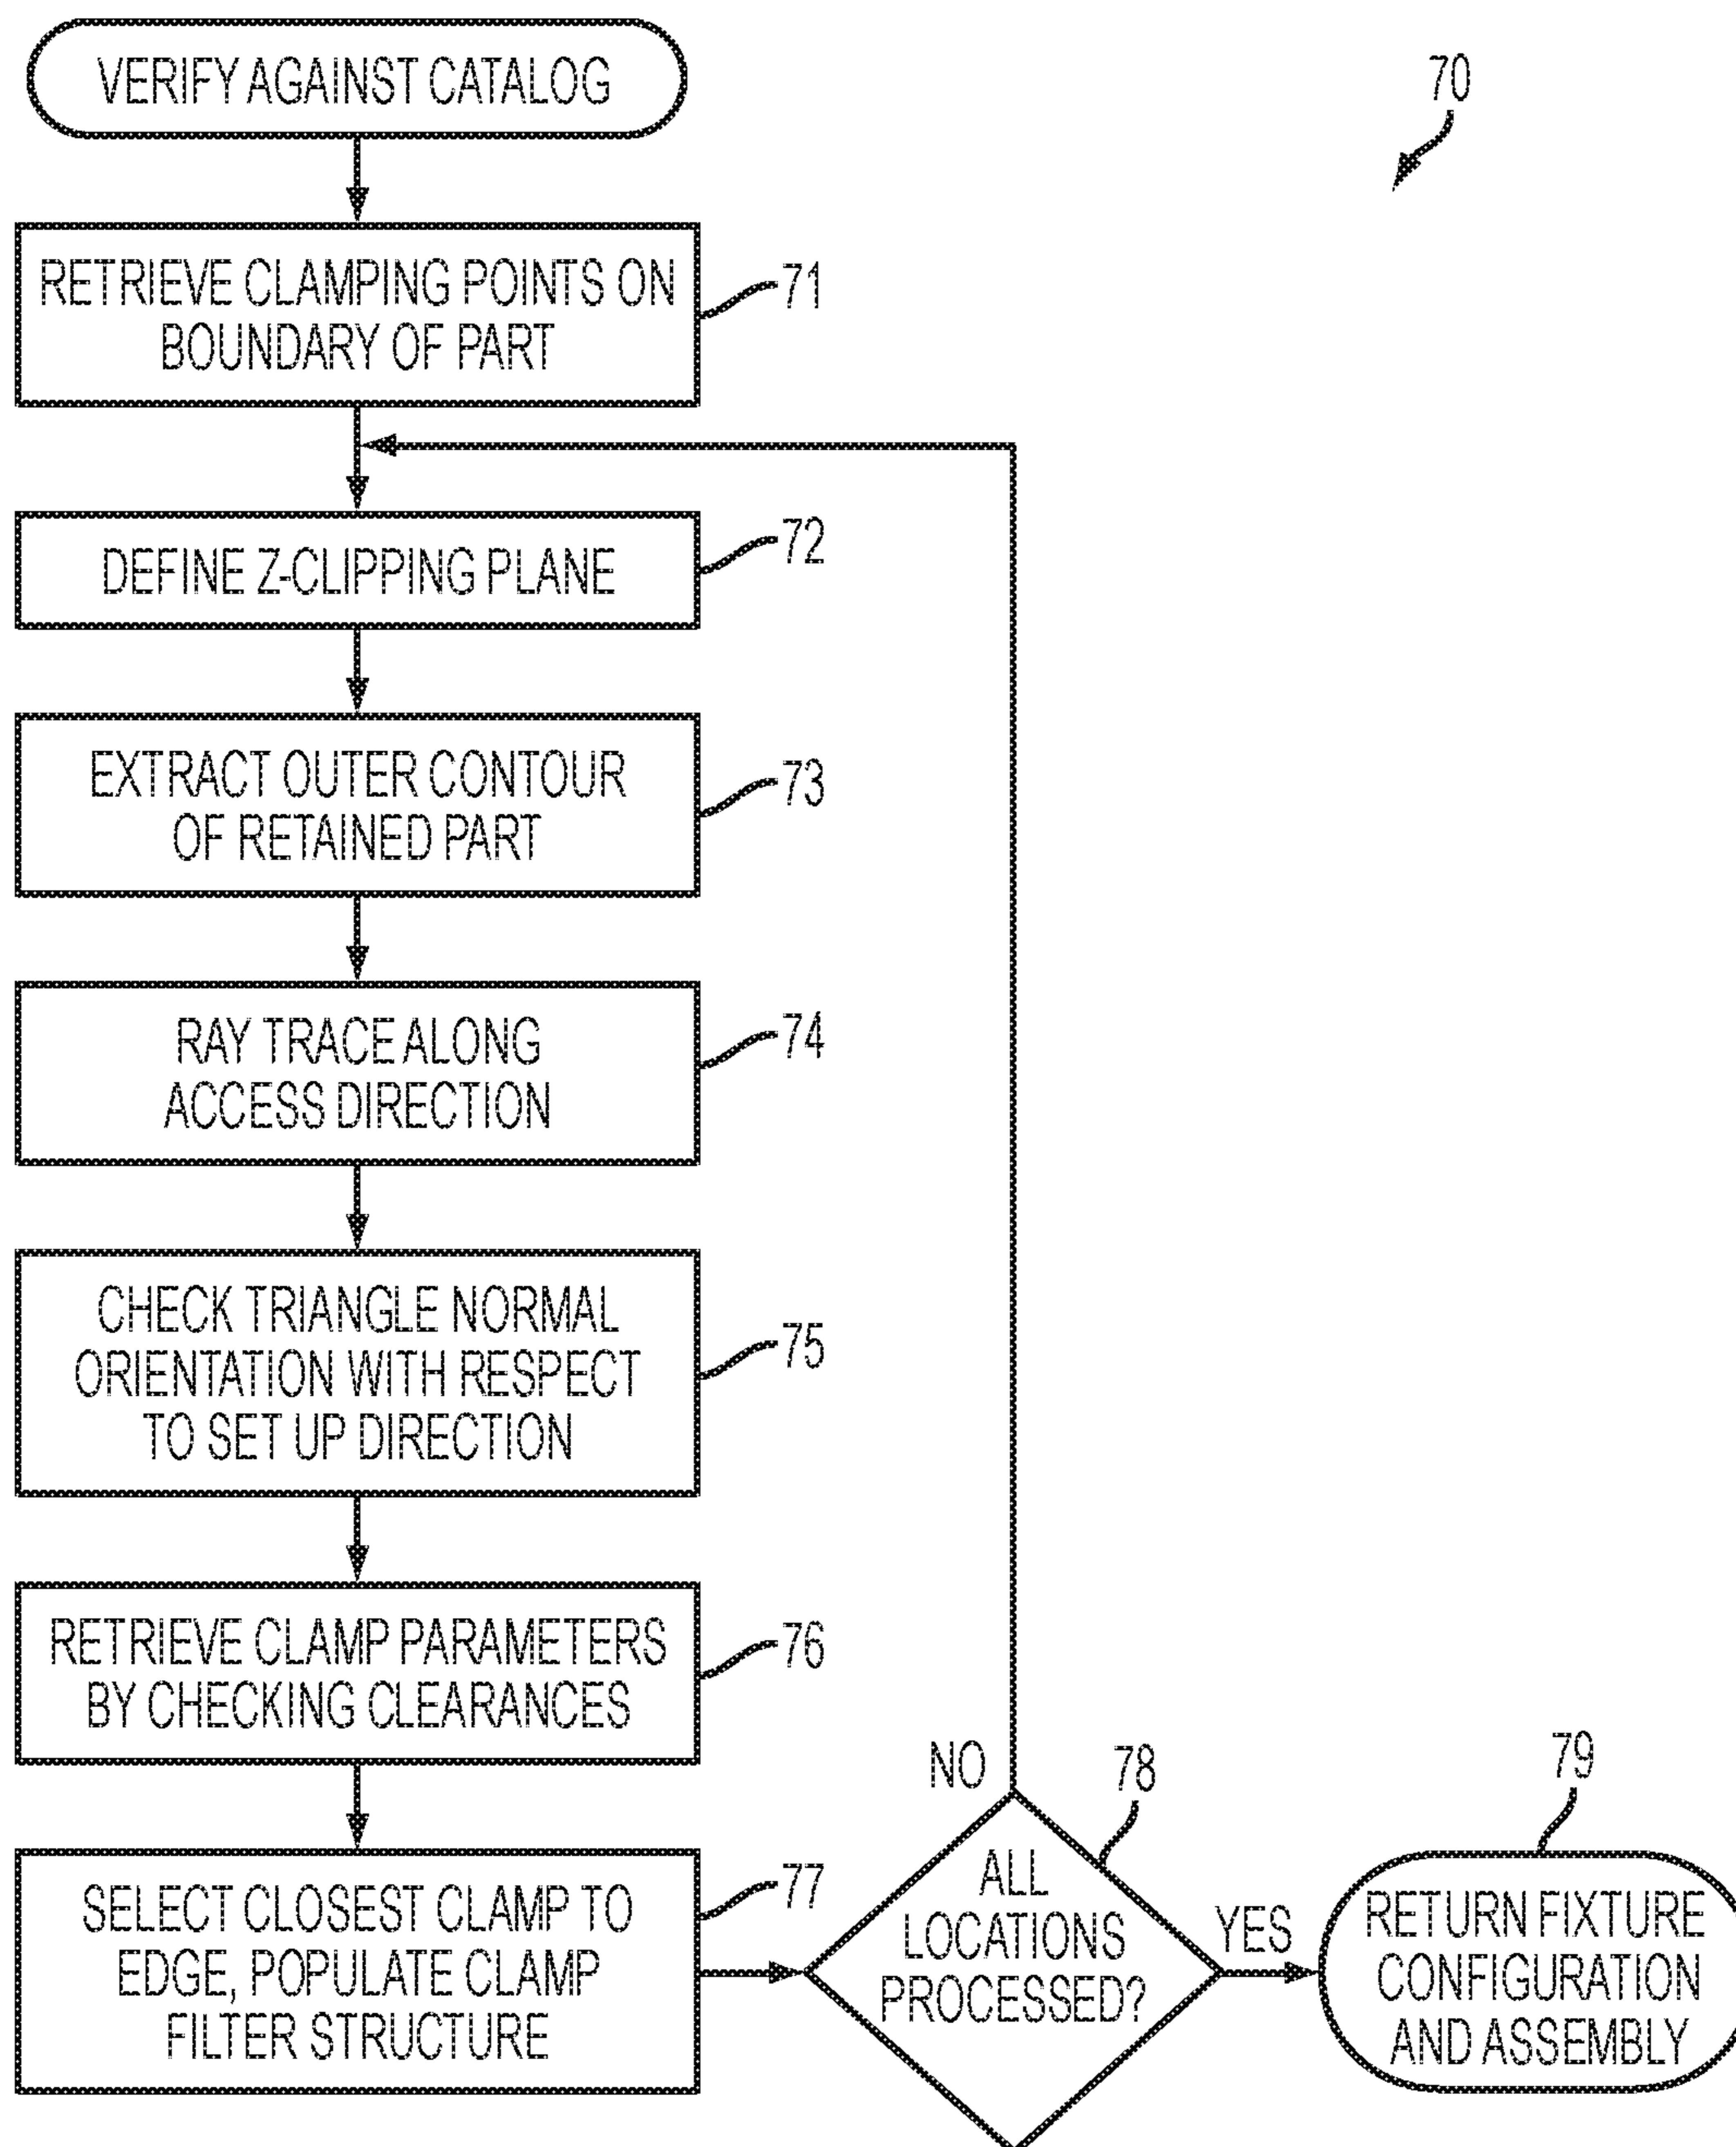 VERIFY AGAINST CATALOG
70
RETRIEVE CLAMPING POINTS ON
BOUNDARY OF PART
71
DEFINE Z-CLIPPING PLANE
72
EXTRACT OUTER CONTOUR
OF RETAINED PART
73
RAY TRACE ALONG
ACCESS DIRECTION
74
CHECK TRIANGLE NORMAL
ORIENTATION WITH RESPECT
TO SET UP DIRECTION
75
RETRIEVE CLAMP PARAMETERS
BY CHECKING CLEARANCES
76
SELECT CLOSEST CLAMP TO
EDGE, POPULATE CLAMP
FILTER STRUCTURE
77
NO
78
ALL
LOCATIONS
PROCESSED?
YES
79
RETURN FIXTURE
CONFIGURATION
AND ASSEMBLY